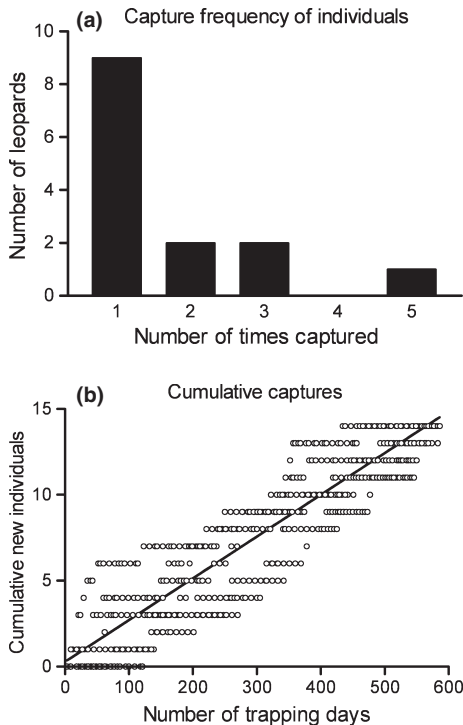 (a) Capture frequency of individuals
10
8
6
4
2
0
Number of leopards
1 2 3 4 5
Number of times captured
(b) Cumulative captures
15
10
5
0
Cumulative new individuals
0 100 200 300 400 500 600
Number of trapping days